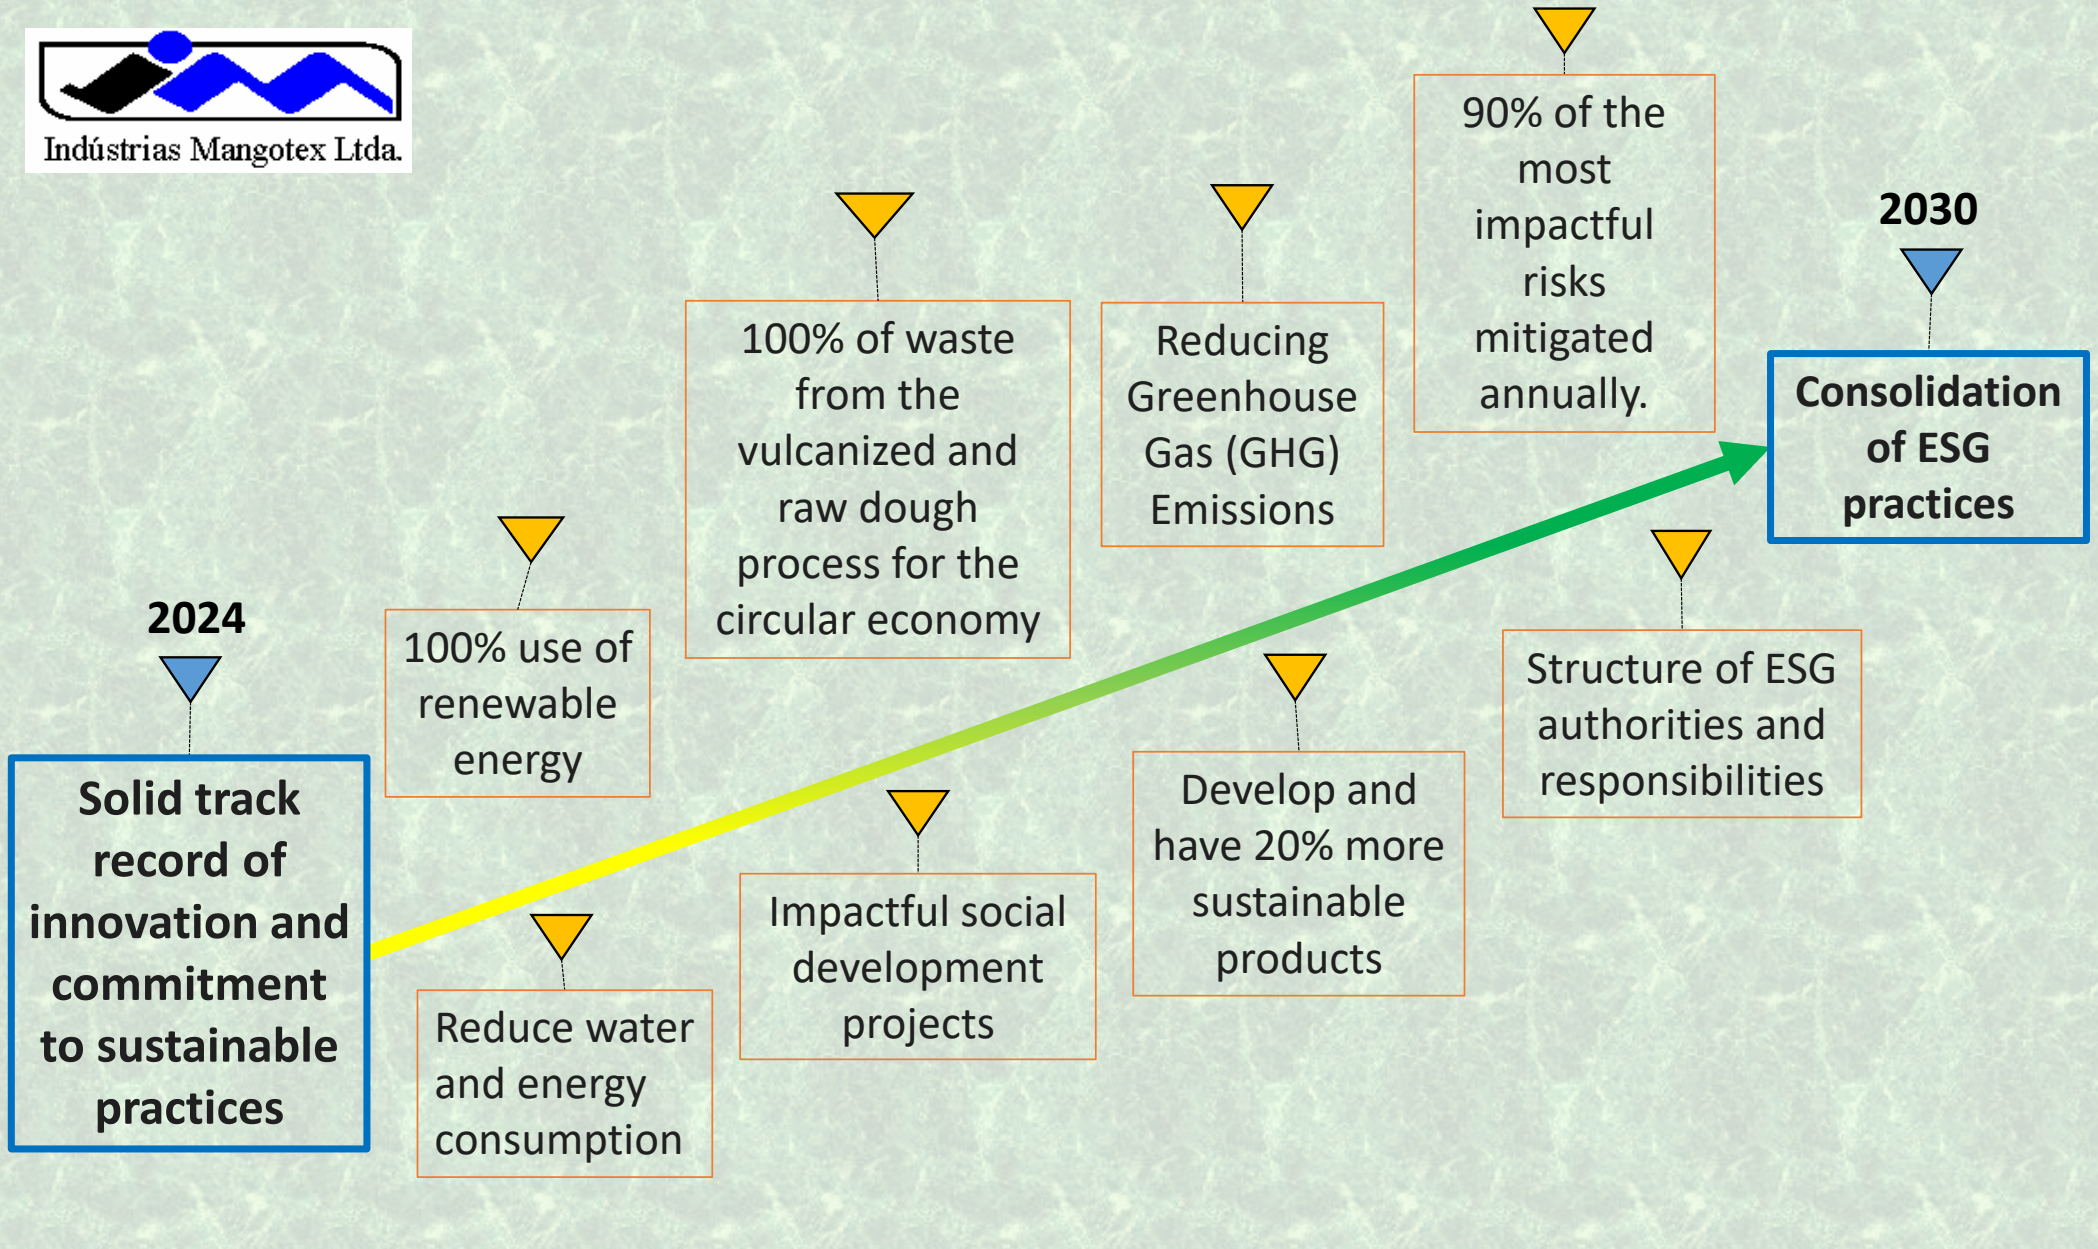 Indústrias Mangotex Ltda.
2024
Solid track
record of
innovation and
commitment
to sustainable
practices
100% use of
renewable
energy
Reduce water
and energy
consumption
100% of waste
from the
vulcanized and
raw dough
process for the
circular economy
Impactful social
development
projects
Reducing
Greenhouse
Gas (GHG)
Emissions
Develop and
have 20% more
sustainable
products
90% of the
most
impactful
risks
mitigated
annually.
Structure of ESG
authorities and
responsibilities
2030
Consolidation
of ESG
practices